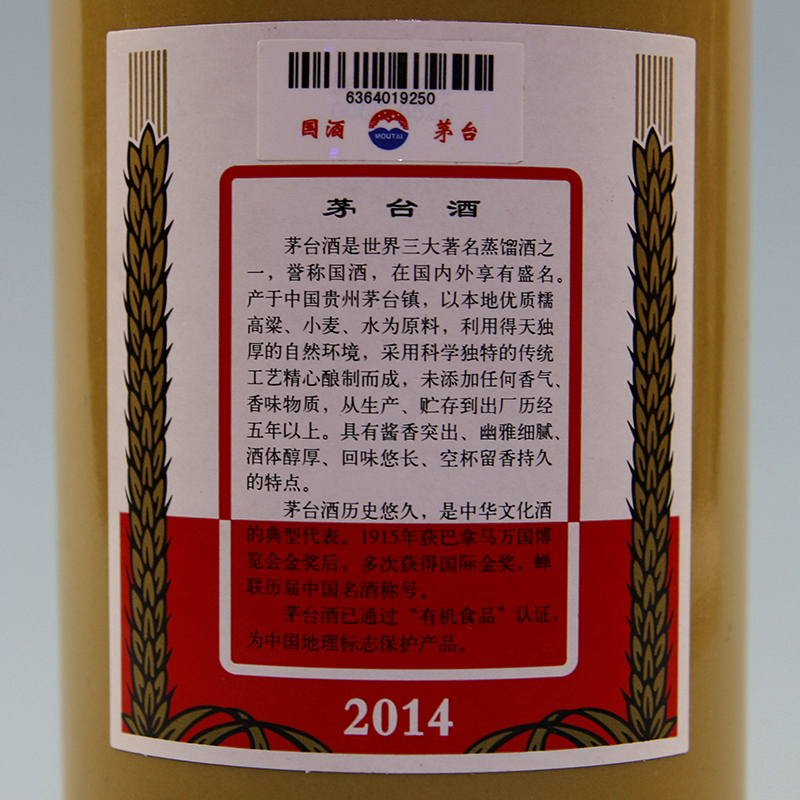 6364019250
国酒 MOUTAI 茅台
茅台酒
茅台酒是世界三大著名蒸馏酒之
一，誉称国酒，在国内外享有盛名。
产于中国贵州茅台镇，以本地优质糯
高粱、小麦、水为原料，利用得天独
厚的自然环境，采用科学独特的传统
工艺精心酿制而成，未添加任何香气、
香味物质，从生产、贮存到出厂历经
五年以上。具有酱香突出、幽雅细腻、
酒体醇厚、回味悠长、空杯留香持久
的特点。
茅台酒历史悠久，是中华文化酒
的典型代表。1915年获巴拿马万国博
览会金奖后，多次获得国际金奖，蝉
联历届中国名酒称号。
茅台酒已通过“有机食品”认证，
为中国地理标志保护产品。
2014